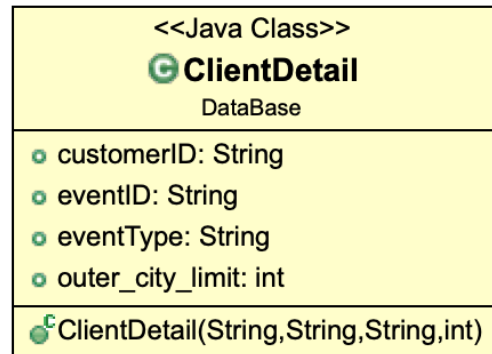 <<Java Class>>
C ClientDetail
DataBase
customerID: String
eventID: String
eventType: String
outer_city_limit: int
C ClientDetail(String,String,String,int)